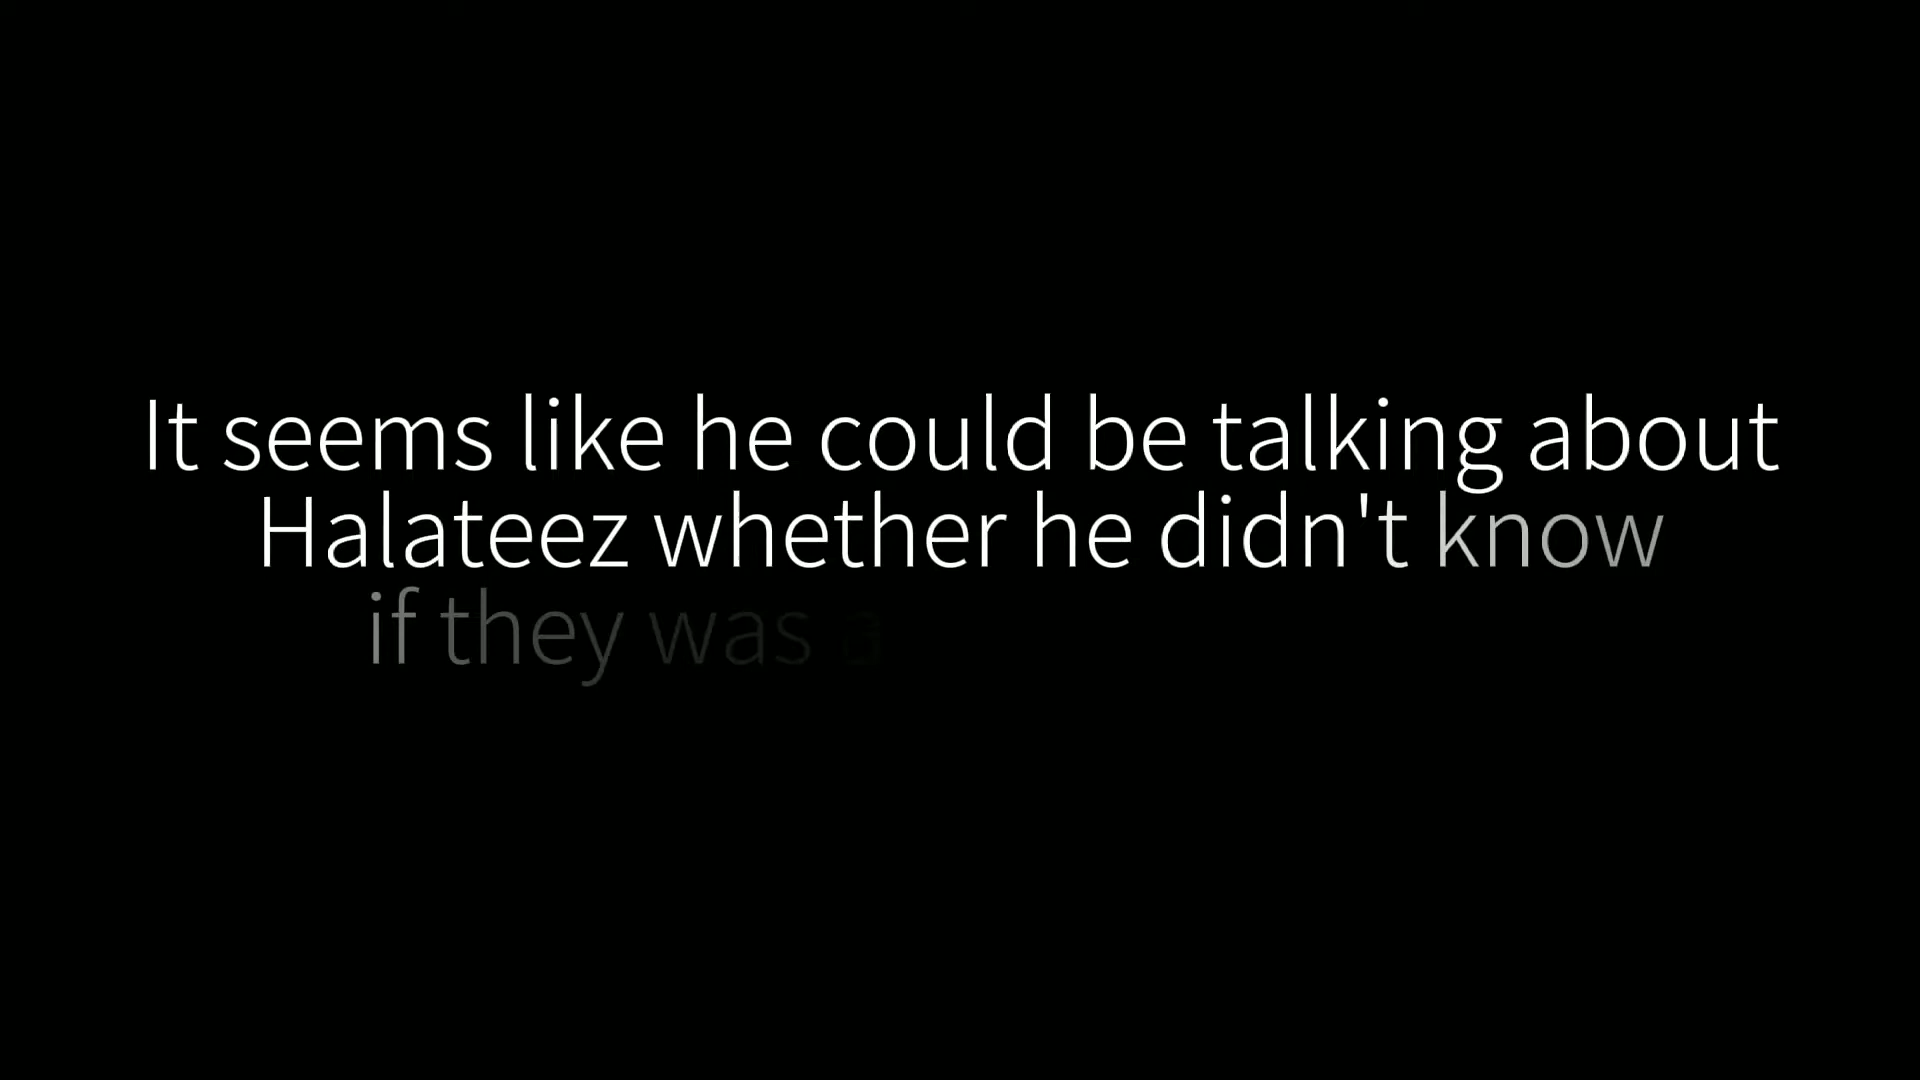 It seems like he could be talking about
Halateez whether he didn't know
if they was a